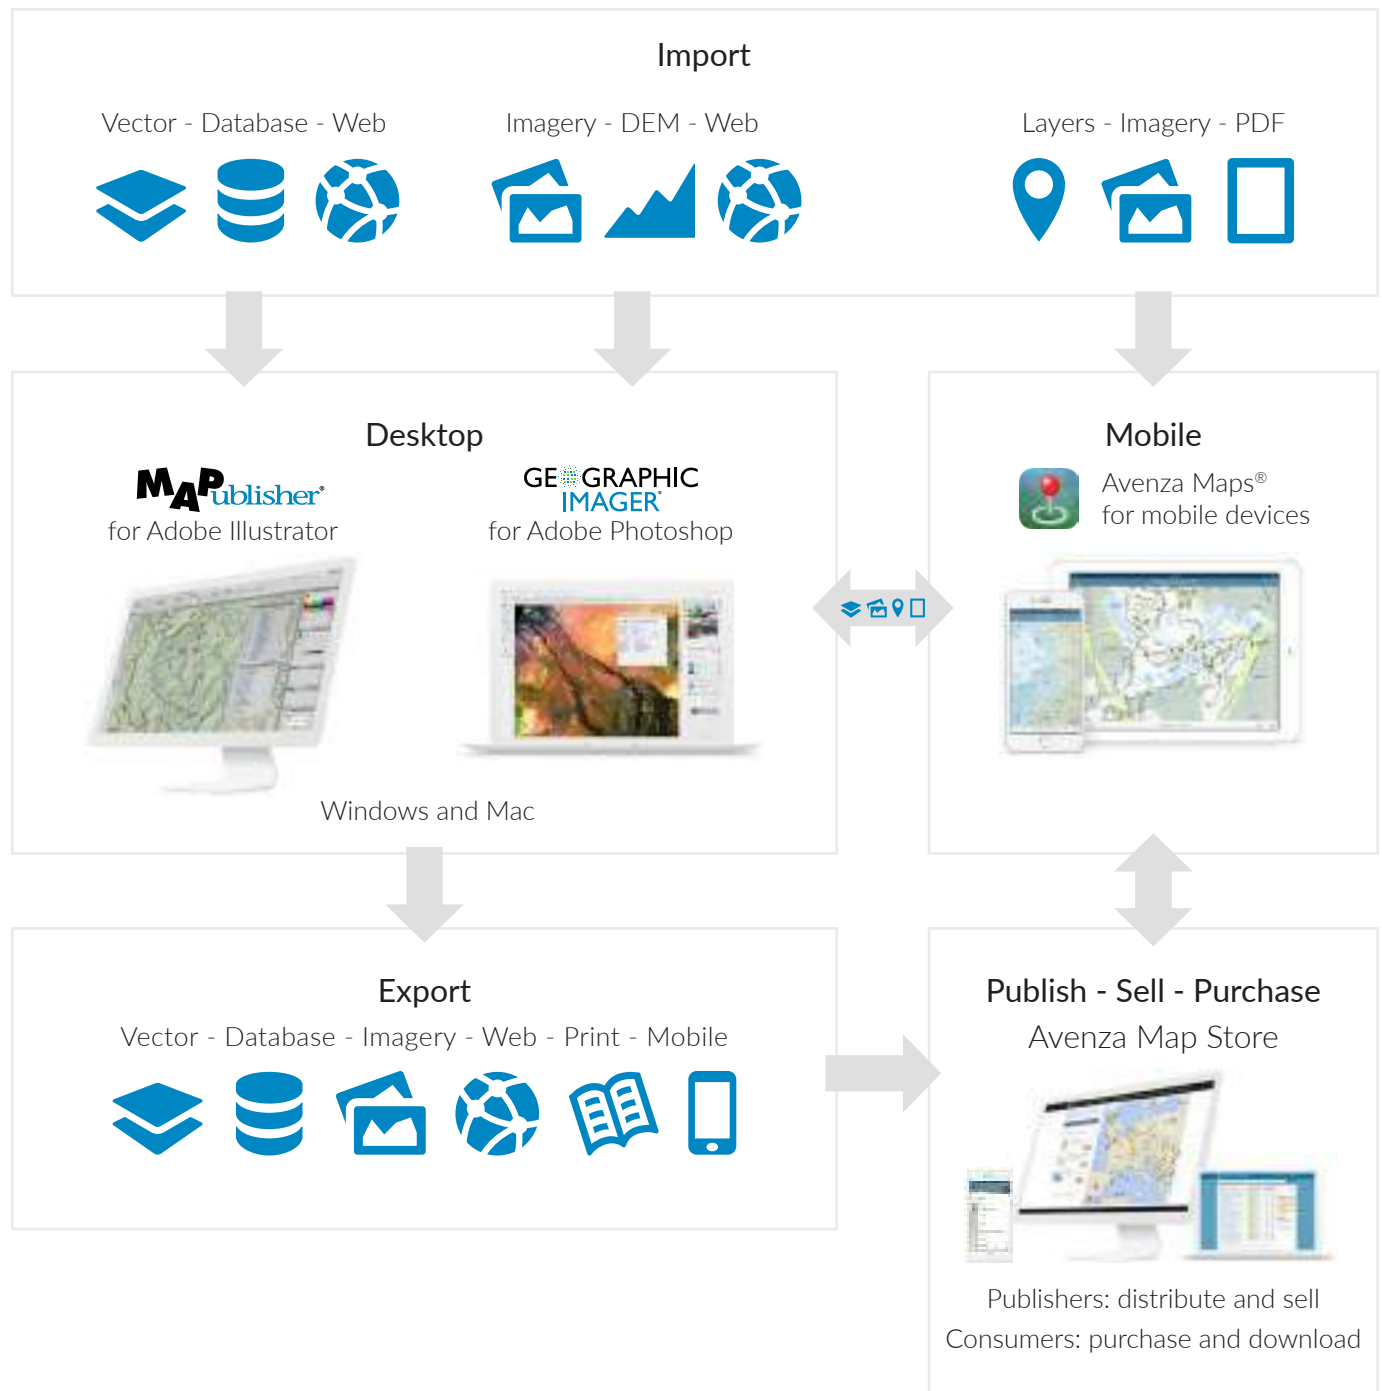 Import
Vector - Database - Web
Imagery - DEM - Web
Layers - Imagery - PDF
Desktop
MAPublisher®
for Adobe Illustrator
GEOGRAPHIC
IMAGER®
for Adobe Photoshop
Windows and Mac
Mobile
Avenza Maps®
for mobile devices
Export
Vector - Database - Imagery - Web - Print - Mobile
Publish - Sell - Purchase
Avenza Map Store
Publishers: distribute and sell
Consumers: purchase and download